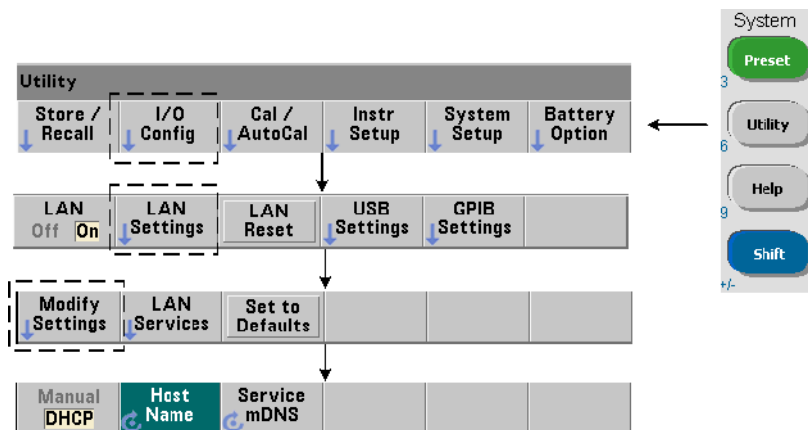 System
Preset
3
Utility
6
Help
9
Shift
+/-
Utility
Store / Recall
I/O Config
Cal / AutoCal
Instr Setup
System Setup
Battery Option
LAN
Off On
LAN Settings
LAN Reset
USB Settings
GPIB Settings
Modify Settings
LAN Services
Set to Defaults
Manual
DHCP
Host Name
Service mDNS